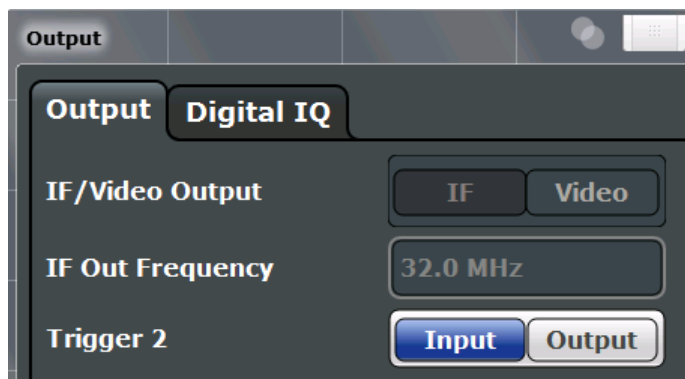 Output
Output Digital IQ
IF/Video Output IF Video
IF Out Frequency 32.0 MHz
Trigger 2 Input Output